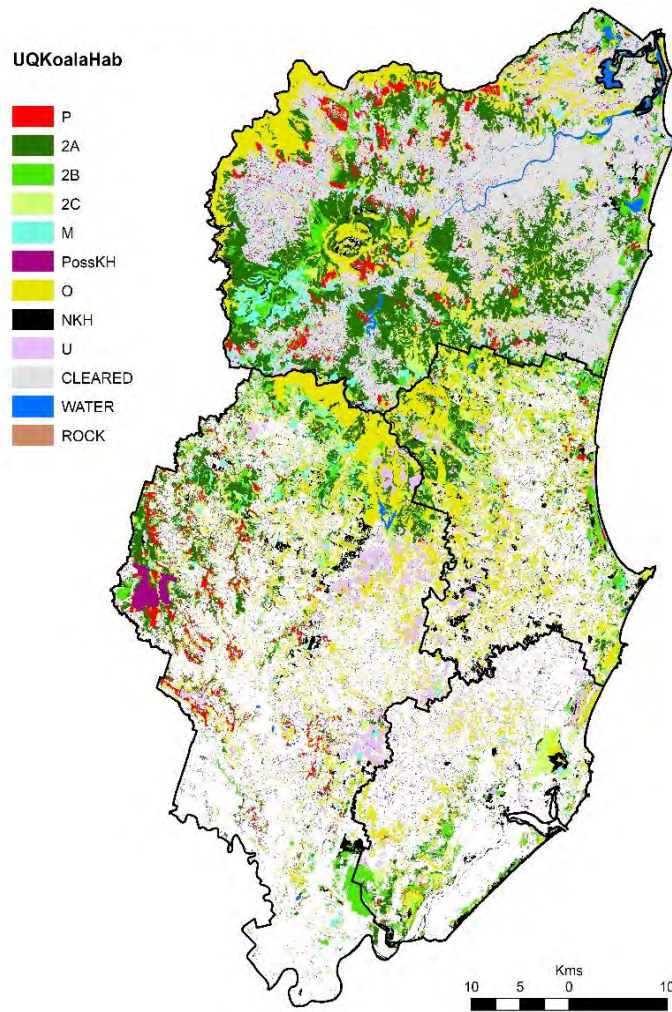 UQKoalaHab
P
2A
2B
2C
M
PossKH
O
NKH
U
CLEARED
WATER
ROCK
Kms
10 5 0 10